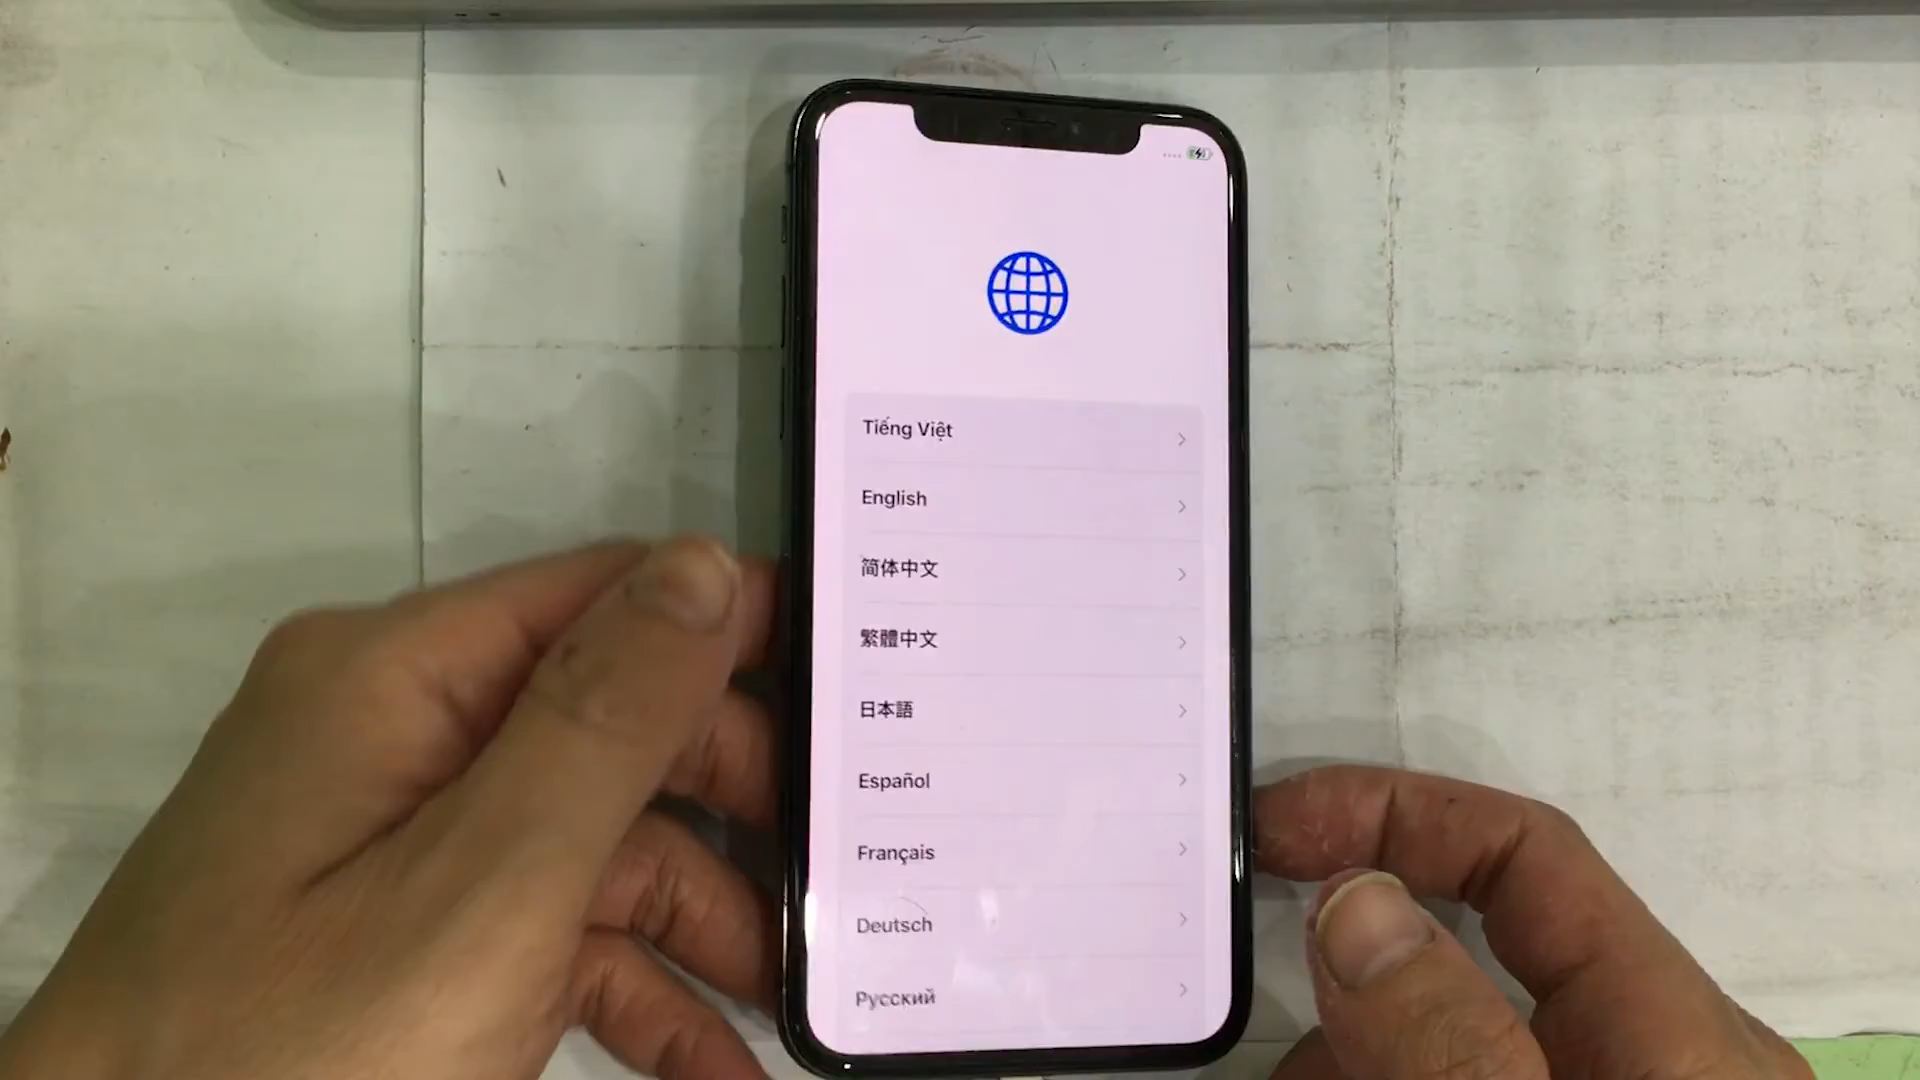 Tiếng Việt
English
简体中文
繁體中文
日本語
Español
Français
Deutsch
Русский